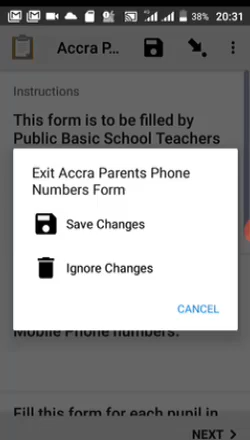 38% 20:31
Accra P...
Instructions
This form is to be filled by
Public Basic School Teachers
Exit Accra Parents Phone
Numbers Form
Save Changes
Ignore Changes
CANCEL
Mobile Phone numbers.
Fill this form for each pupil in
NEXT